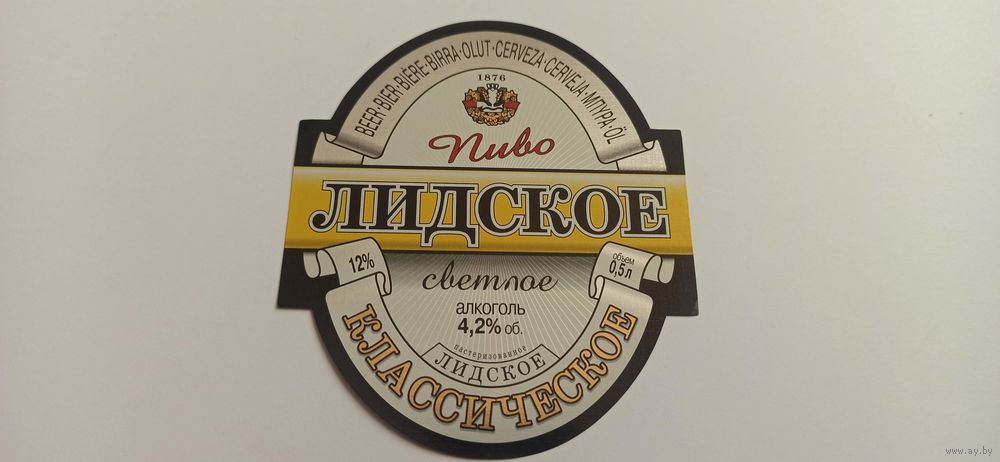 BEER·BIER·BIÈRE·BIRRA·OLUT·CERVEZA·CERVEJA·МПУРА·ÖL
1876
Пиво
ЛИДСКОЕ
12%
объем
0,5 л
светлое
алкоголь
4,2% об.
пастеризованное
ЛИДСКОЕ
КЛАССИЧЕСКОЕ
www.ay.by